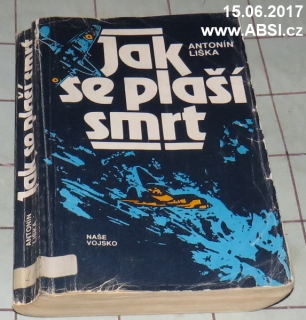 15.06.2017
www.ABSI.cz
ANTONÍN
LIŠKA
Jak
se plaší
smrt
NAŠE
VOJSKO
Jak se plaší smrt
ANTONÍN
LIŠKA